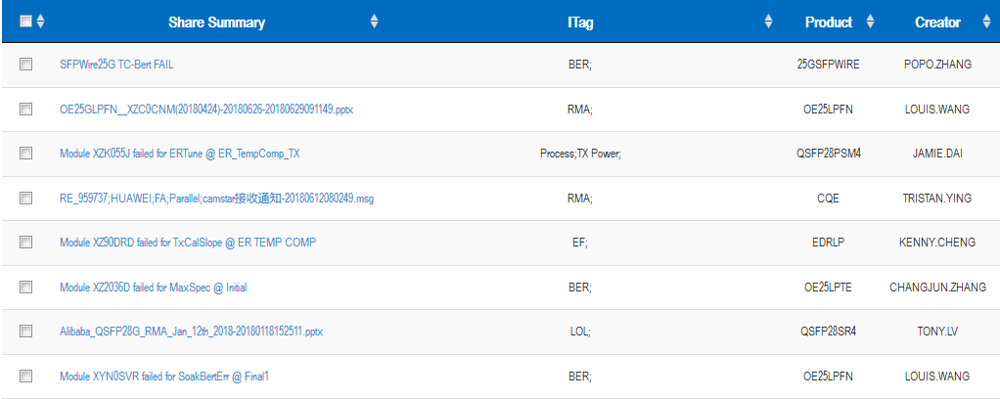 Share Summary ITag Product Creator
SFPWire25G TC-Bert FAIL BER; 25GSFPWIRE POPO.ZHANG
OE25GLPFN__XZC0CNM(20180424)-20180626-20180629091149.pptx RMA; OE25LPFN LOUIS.WANG
Module XZK055J failed for ERTune @ ER_TempComp_TX Process;TX Power; QSFP28PSM4 JAMIE.DAI
RE_959737;HUAWEI;FA;Parallel;camstar接收通知-20180612080249.msg RMA; CQE TRISTAN.YING
Module XZ90DRD failed for TxCalSlope @ ER TEMP COMP EF; EDRLP KENNY.CHENG
Module XZ2036D failed for MaxSpec @ Initial BER; OE25LPTE CHANGJUN.ZHANG
Alibaba_QSFP28G_RMA_Jan_12th_2018-20180118152511.pptx LOL; QSFP28SR4 TONY.LV
Module XYN0SVR failed for SoakBertErr @ Final1 BER; OE25LPFN LOUIS.WANG